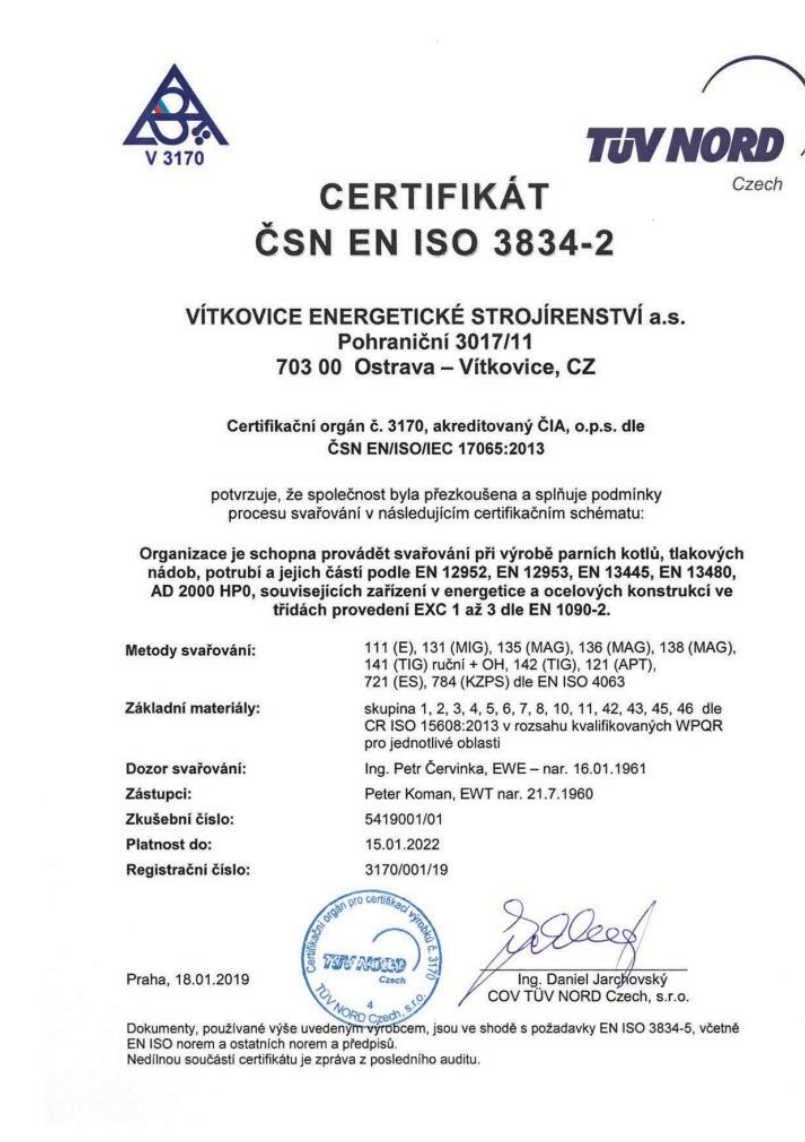 V 3170
TÜV NORD
Czech
CERTIFIKÁT
ČSN EN ISO 3834-2
VÍTKOVICE ENERGETICKÉ STROJÍRENSTVÍ a.s.
Pohraniční 3017/11
703 00 Ostrava – Vítkovice, CZ
Certifikační orgán č. 3170, akreditovaný ČIA, o.p.s. dle
ČSN EN/ISO/IEC 17065:2013
potvrzuje, že společnost byla přezkoušena a splňuje podmínky
procesu svařování v následujícím certifikačním schématu:
Organizace je schopna provádět svařování při výrobě parních kotlů, tlakových
nádob, potrubí a jejich částí podle EN 12952, EN 12953, EN 13445, EN 13480,
AD 2000 HP0, souvisejících zařízení v energetice a ocelových konstrukcí ve
třídách provedení EXC 1 až 3 dle EN 1090-2.
Metody svařování: 111 (E), 131 (MIG), 135 (MAG), 136 (MAG), 138 (MAG),
141 (TIG) ruční + OH, 142 (TIG), 121 (APT),
721 (ES), 784 (KZPS) dle EN ISO 4063
Základní materiály: skupina 1, 2, 3, 4, 5, 6, 7, 8, 10, 11, 42, 43, 45, 46 dle
CR ISO 15608:2013 v rozsahu kvalifikovaných WPQR
pro jednotlivé oblasti
Dozor svařování: Ing. Petr Červinka, EWE – nar. 16.01.1961
Zástupci: Peter Koman, EWT nar. 21.7.1960
Zkušební číslo: 5419001/01
Platnost do: 15.01.2022
Registrační číslo: 3170/001/19
Certifikační orgán pro certifikaci výrobků č. 3170
TÜV NORD
Czech
4
TÜV NORD Czech, s.r.o.
Praha, 18.01.2019
Ing. Daniel Jarchovský
COV TÜV NORD Czech, s.r.o.
Dokumenty, používané výše uvedeným výrobcem, jsou ve shodě s požadavky EN ISO 3834-5, včetně
EN ISO norem a ostatních norem a předpisů.
Nedílnou součástí certifikátu je zpráva z posledního auditu.